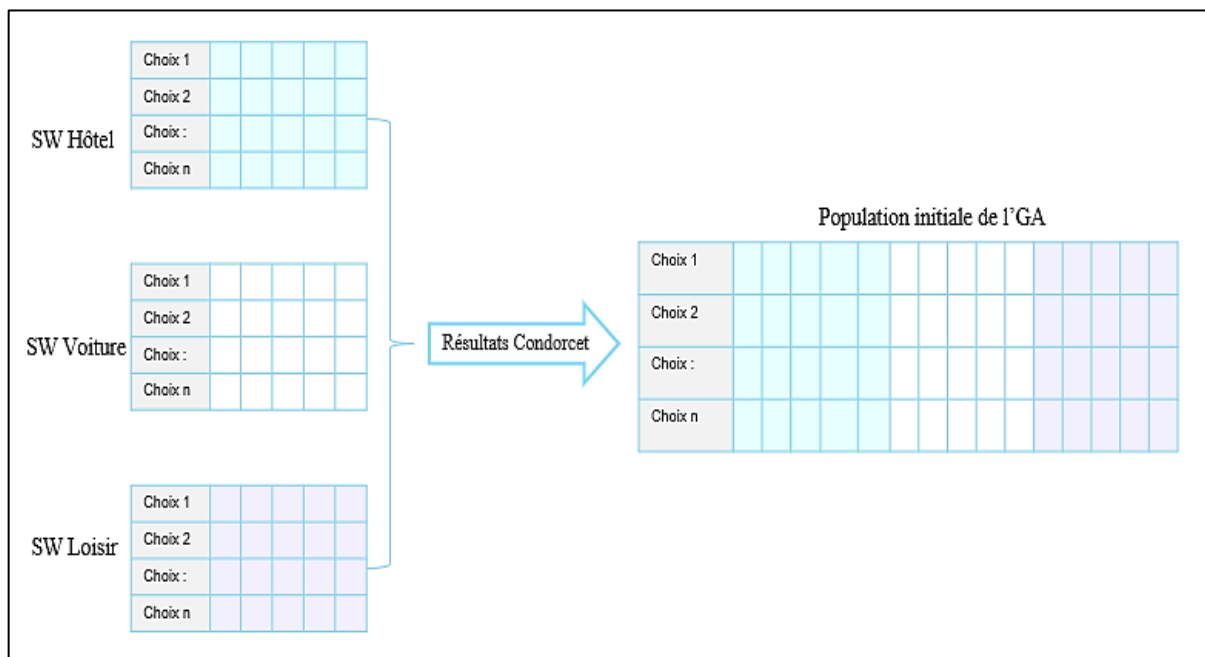 SW Hôtel
Choix 1
Choix 2
Choix :
Choix n
SW Voiture
Choix 1
Choix 2
Choix :
Choix n
SW Loisir
Choix 1
Choix 2
Choix :
Choix n
Résultats Condorcet
Population initiale de l'GA
Choix 1
Choix 2
Choix :
Choix n